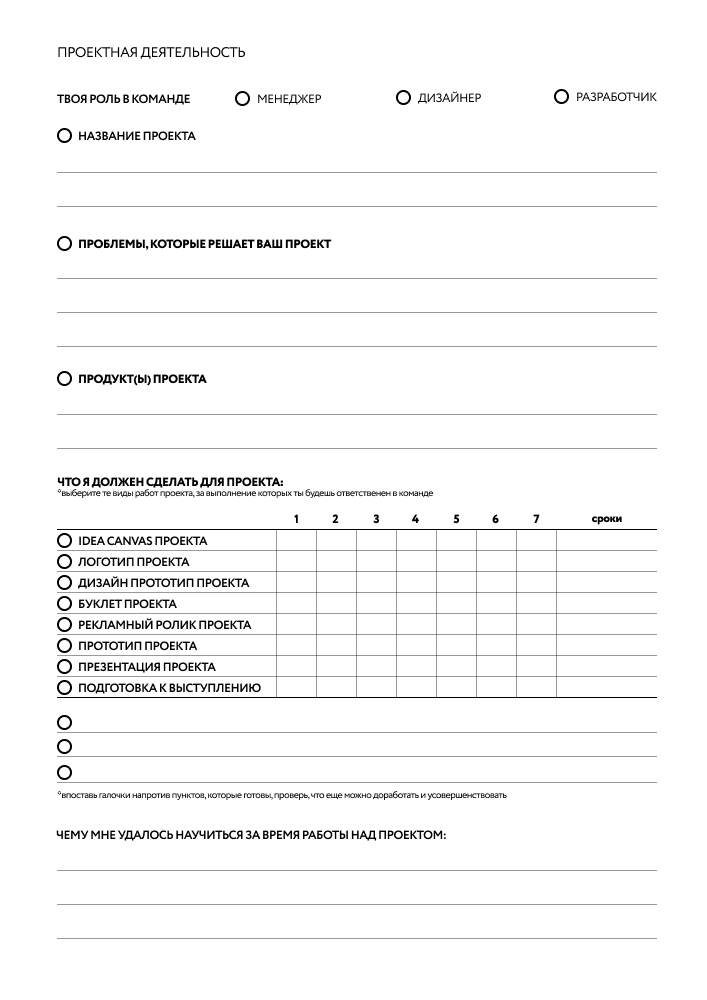 ПРОЕКТНАЯ ДЕЯТЕЛЬНОСТЬ
ТВОЯ РОЛЬ В КОМАНДЕ МЕНЕДЖЕР ДИЗАЙНЕР РАЗРАБОТЧИК
НАЗВАНИЕ ПРОЕКТА
ПРОБЛЕМЫ, КОТОРЫЕ РЕШАЕТ ВАШ ПРОЕКТ
ПРОДУКТ(Ы) ПРОЕКТА
ЧТО Я ДОЛЖЕН СДЕЛАТЬ ДЛЯ ПРОЕКТА:
*выберите те виды работ проекта, за выполнение которых ты будешь ответственен в команде
1 2 3 4 5 6 7 сроки
IDEA CANVAS ПРОЕКТА
ЛОГОТИП ПРОЕКТА
ДИЗАЙН ПРОТОТИП ПРОЕКТА
БУКЛЕТ ПРОЕКТА
РЕКЛАМНЫЙ РОЛИК ПРОЕКТА
ПРОТОТИП ПРОЕКТА
ПРЕЗЕНТАЦИЯ ПРОЕКТА
ПОДГОТОВКА К ВЫСТУПЛЕНИЮ
*впоставь галочки напротив пунктов, которые готовы, проверь, что еще можно доработать и усовершенствовать
ЧЕМУ МНЕ УДАЛОСЬ НАУЧИТЬСЯ ЗА ВРЕМЯ РАБОТЫ НАД ПРОЕКТОМ: